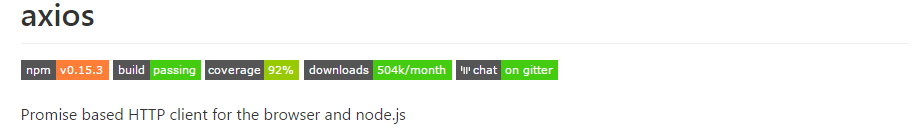 axios
npm v0.15.3 build passing coverage 92% downloads 504k/month chat on gitter
Promise based HTTP client for the browser and node.js